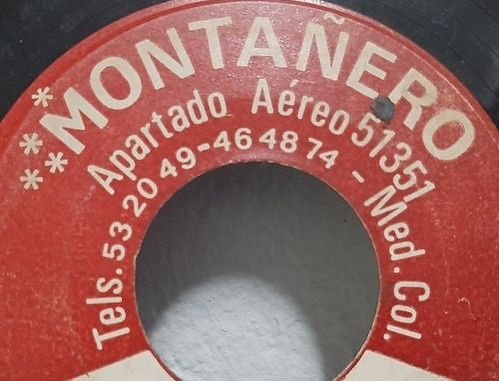 ****MONTAÑERO
Apartado Aéreo 51351
Tels. 53 20 49-46 48 74 - Med. Col.